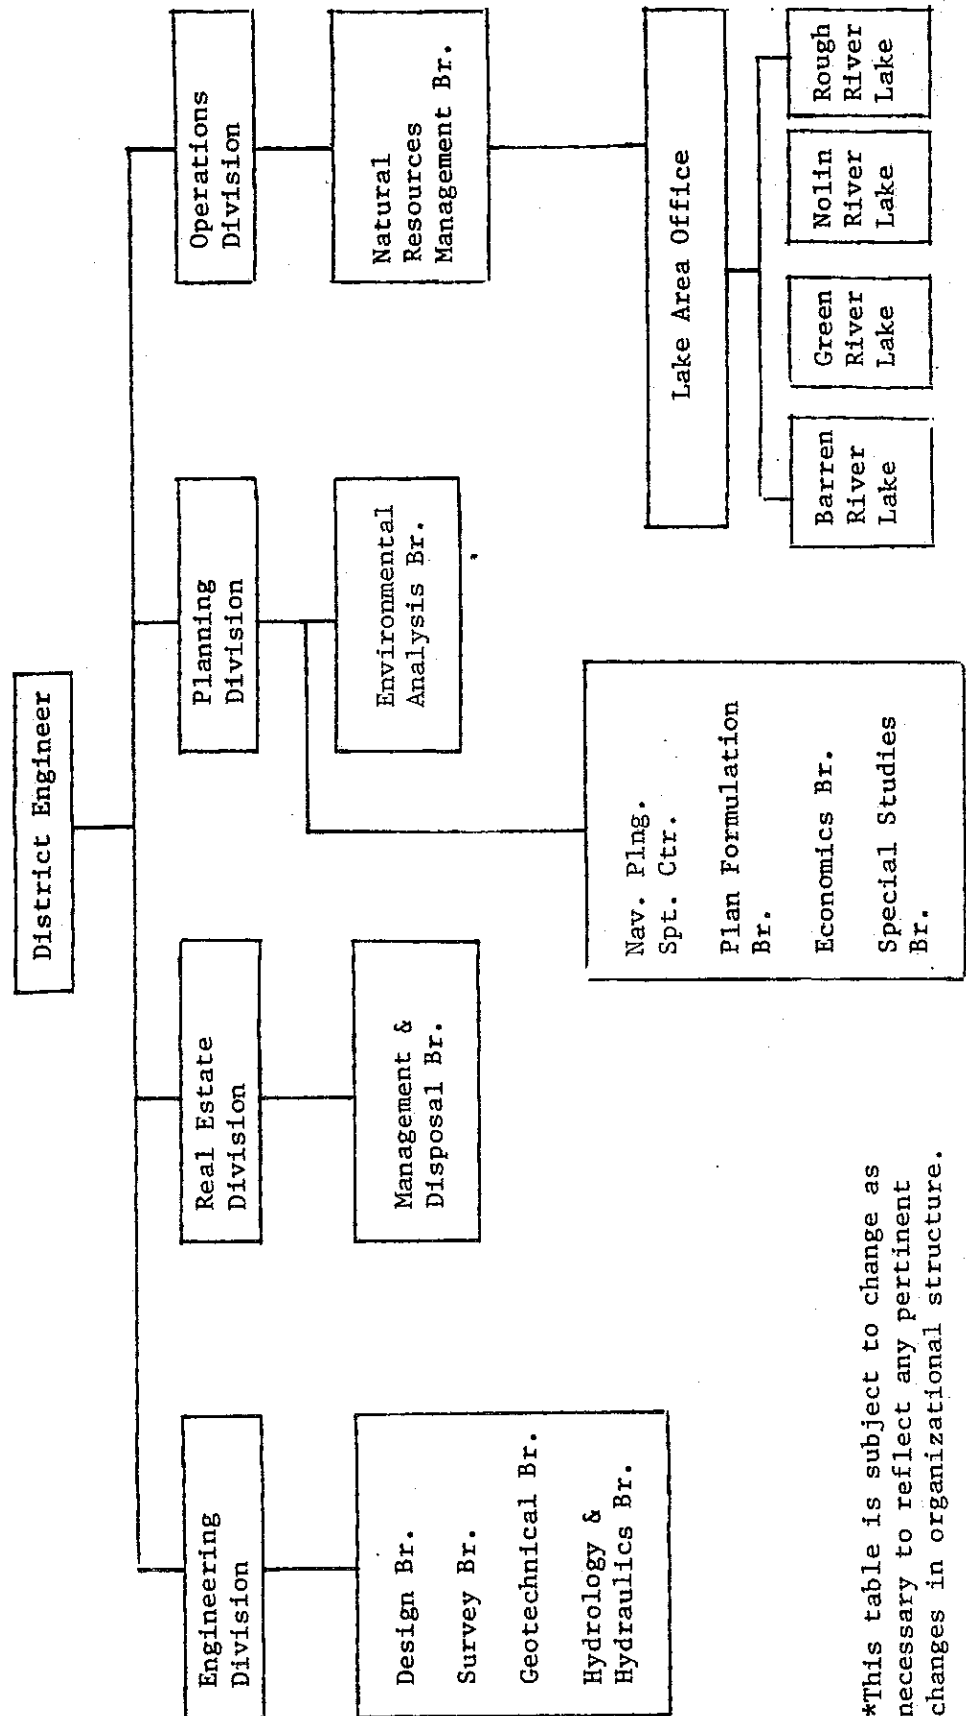 District Engineer
Engineering
Division
Real Estate
Division
Planning
Division
Operations
Division
Design Br.
Survey Br.
Geotechnical Br.
Hydrology &
Hydraulics Br.
Management &
Disposal Br.
Environmental
Analysis Br.
Natural
Resources
Management Br.
Nav. Plng.
Spt. Ctr.
Plan Formulation
Br.
Economics Br.
Special Studies
Br.
Lake Area Office
Barren
River
Lake
Green
River
Lake
Nolin
River
Lake
Rough
River
Lake
*This table is subject to change as
necessary to reflect any pertinent
changes in organizational structure.